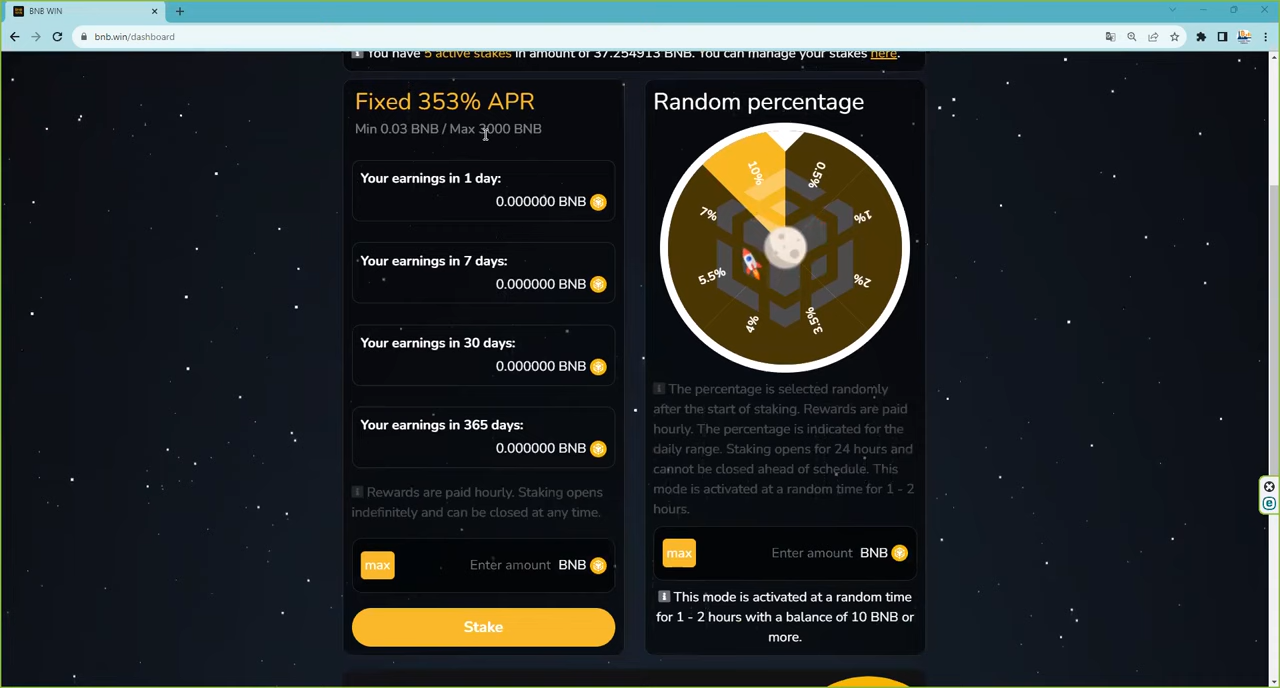 BNB WIN
bnb.win/dashboard
You have 5 active stakes in amount of 37.254913 BNB. You can manage your stakes here.
Fixed 353% APR
Min 0.03 BNB / Max 3000 BNB
Your earnings in 1 day:
0.000000 BNB
Your earnings in 7 days:
0.000000 BNB
Your earnings in 30 days:
0.000000 BNB
Your earnings in 365 days:
0.000000 BNB
Rewards are paid hourly. Staking opens
indefinitely and can be closed at any time.
max Enter amount BNB
Stake
Random percentage
10%
0.5%
1%
2%
3.5%
4%
5.5%
7%
The percentage is selected randomly
after the start of staking. Rewards are paid
hourly. The percentage is indicated for the
daily range. Staking opens for 24 hours and
cannot be closed ahead of schedule. This
mode is activated at a random time for 1 - 2
hours.
max Enter amount BNB
This mode is activated at a random time
for 1 - 2 hours with a balance of 10 BNB or
more.